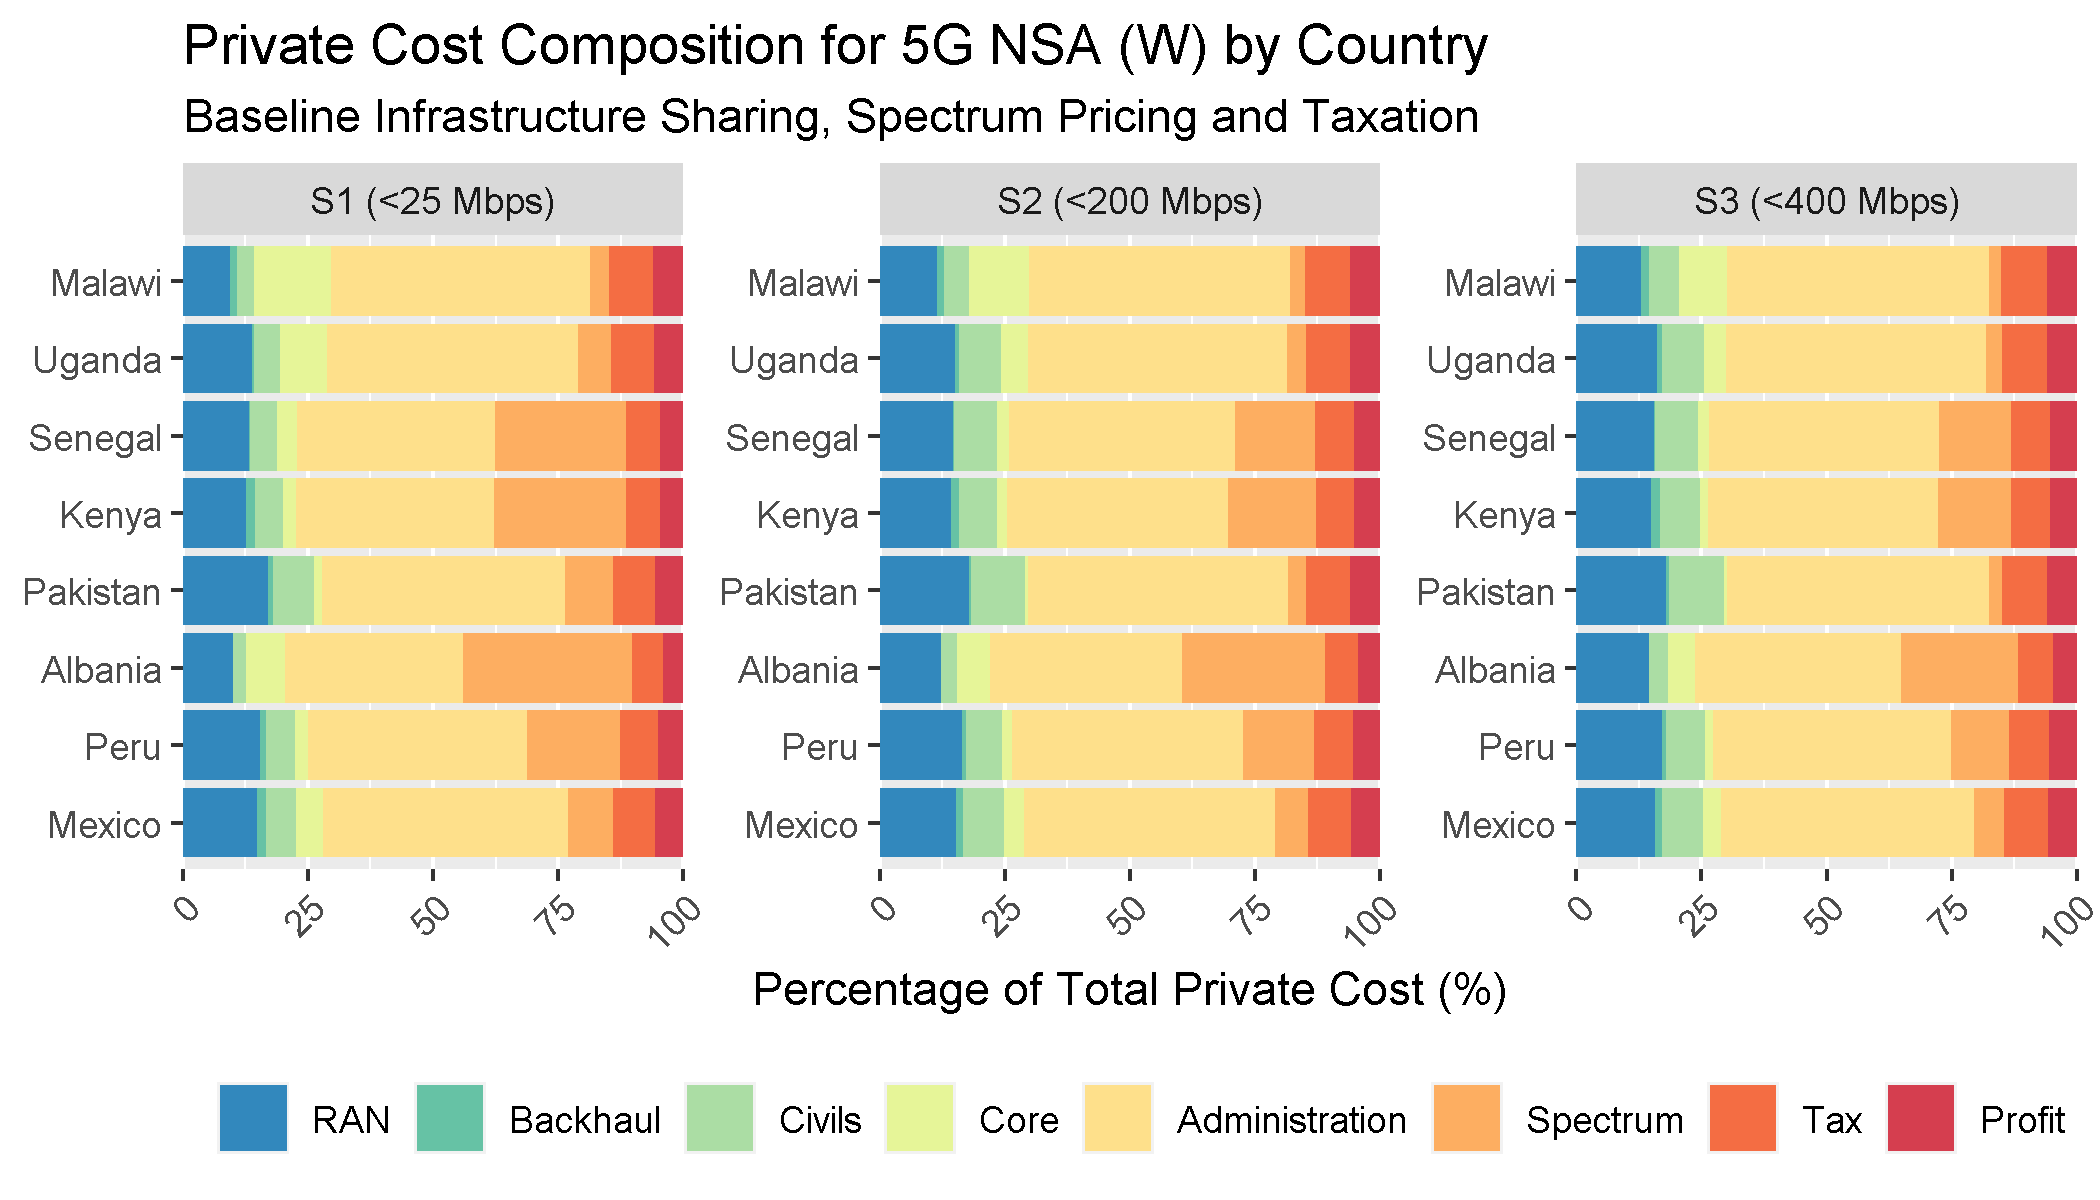 Private Cost Composition for 5G NSA (W) by Country
Baseline Infrastructure Sharing, Spectrum Pricing and Taxation
S1 (<25 Mbps)
Malawi
Uganda
Senegal
Kenya
Pakistan
Albania
Peru
Mexico
0 25 50 75 100
S2 (<200 Mbps)
Malawi
Uganda
Senegal
Kenya
Pakistan
Albania
Peru
Mexico
0 25 50 75 100
S3 (<400 Mbps)
Malawi
Uganda
Senegal
Kenya
Pakistan
Albania
Peru
Mexico
0 25 50 75 100
Percentage of Total Private Cost (%)
RAN Backhaul Civils Core Administration Spectrum Tax Profit